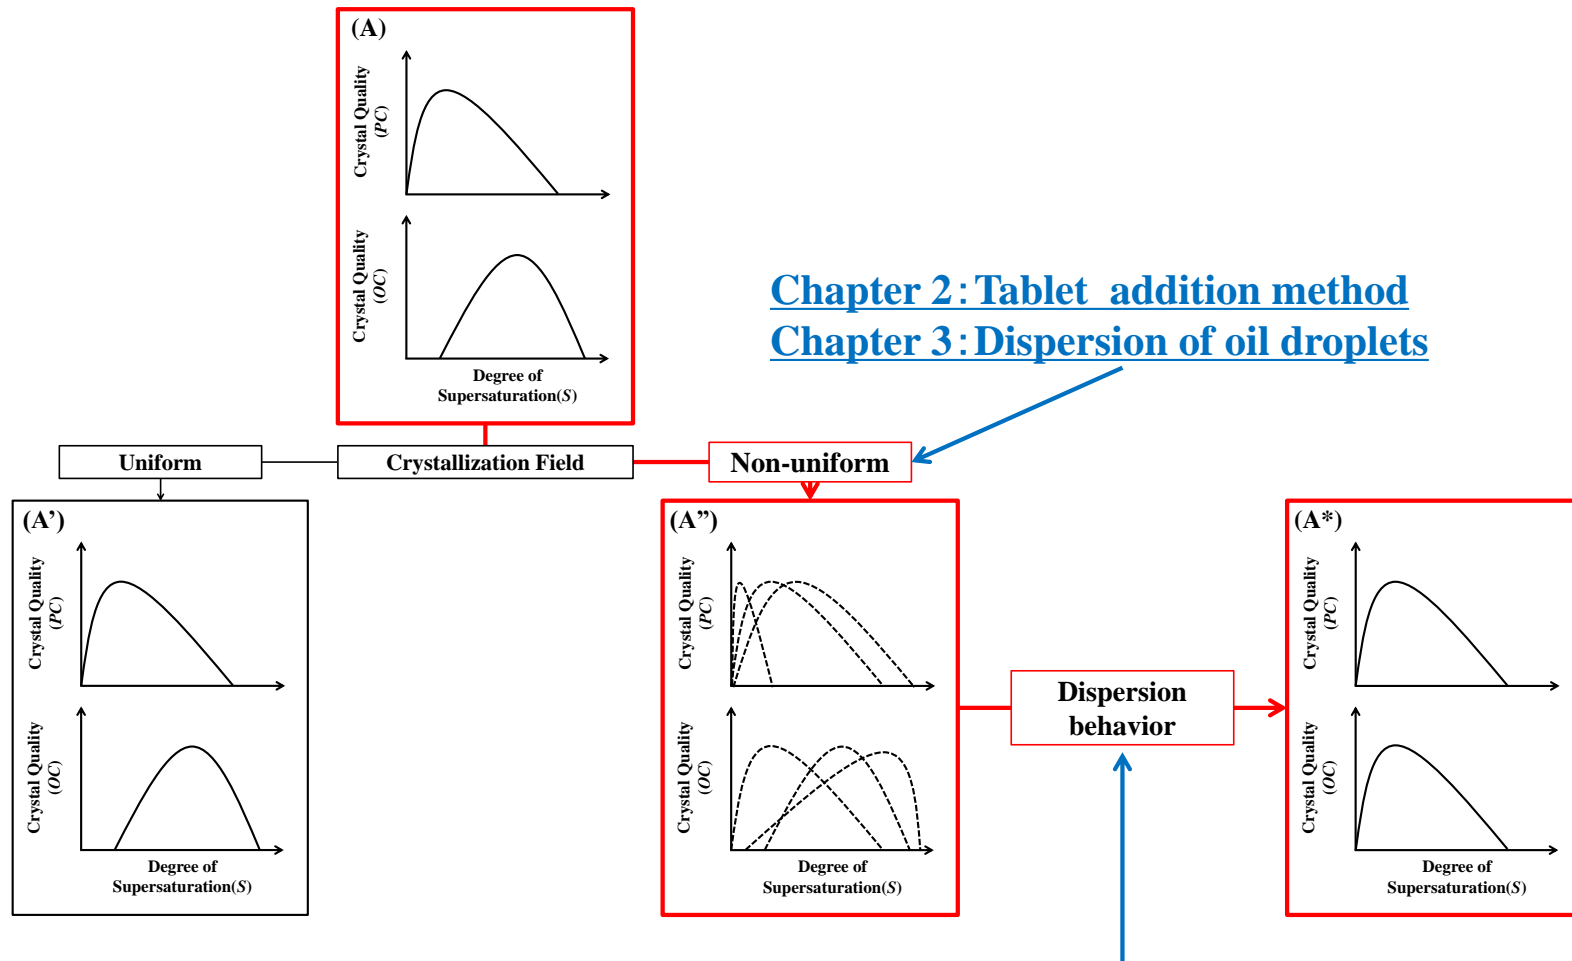 (A)
Crystal Quality
(PC)
Crystal Quality
(OC)
Degree of
Supersaturation(S)
Chapter 2：Tablet addition method
Chapter 3：Dispersion of oil droplets
Uniform
Crystallization Field
Non-uniform
(A’)
Crystal Quality
(PC)
Crystal Quality
(OC)
Degree of
Supersaturation(S)
(A”)
Crystal Quality
(PC)
Crystal Quality
(OC)
Degree of
Supersaturation(S)
Dispersion
behavior
(A*)
Crystal Quality
(PC)
Crystal Quality
(OC)
Degree of
Supersaturation(S)